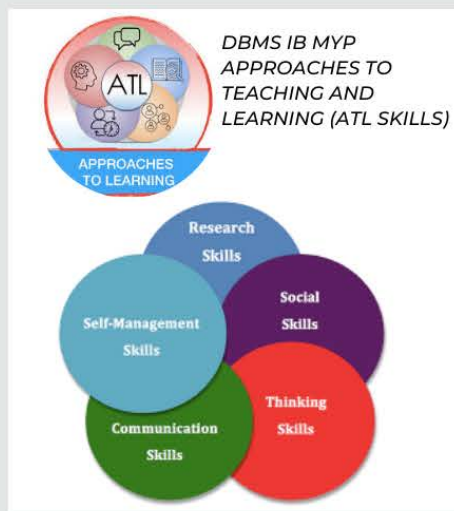 DBMS IB MYP
APPROACHES TO
TEACHING AND
LEARNING (ATL SKILLS)
ATL
APPROACHES
TO LEARNING
Research
Skills
Self-Management
Skills
Social
Skills
Communication
Skills
Thinking
Skills